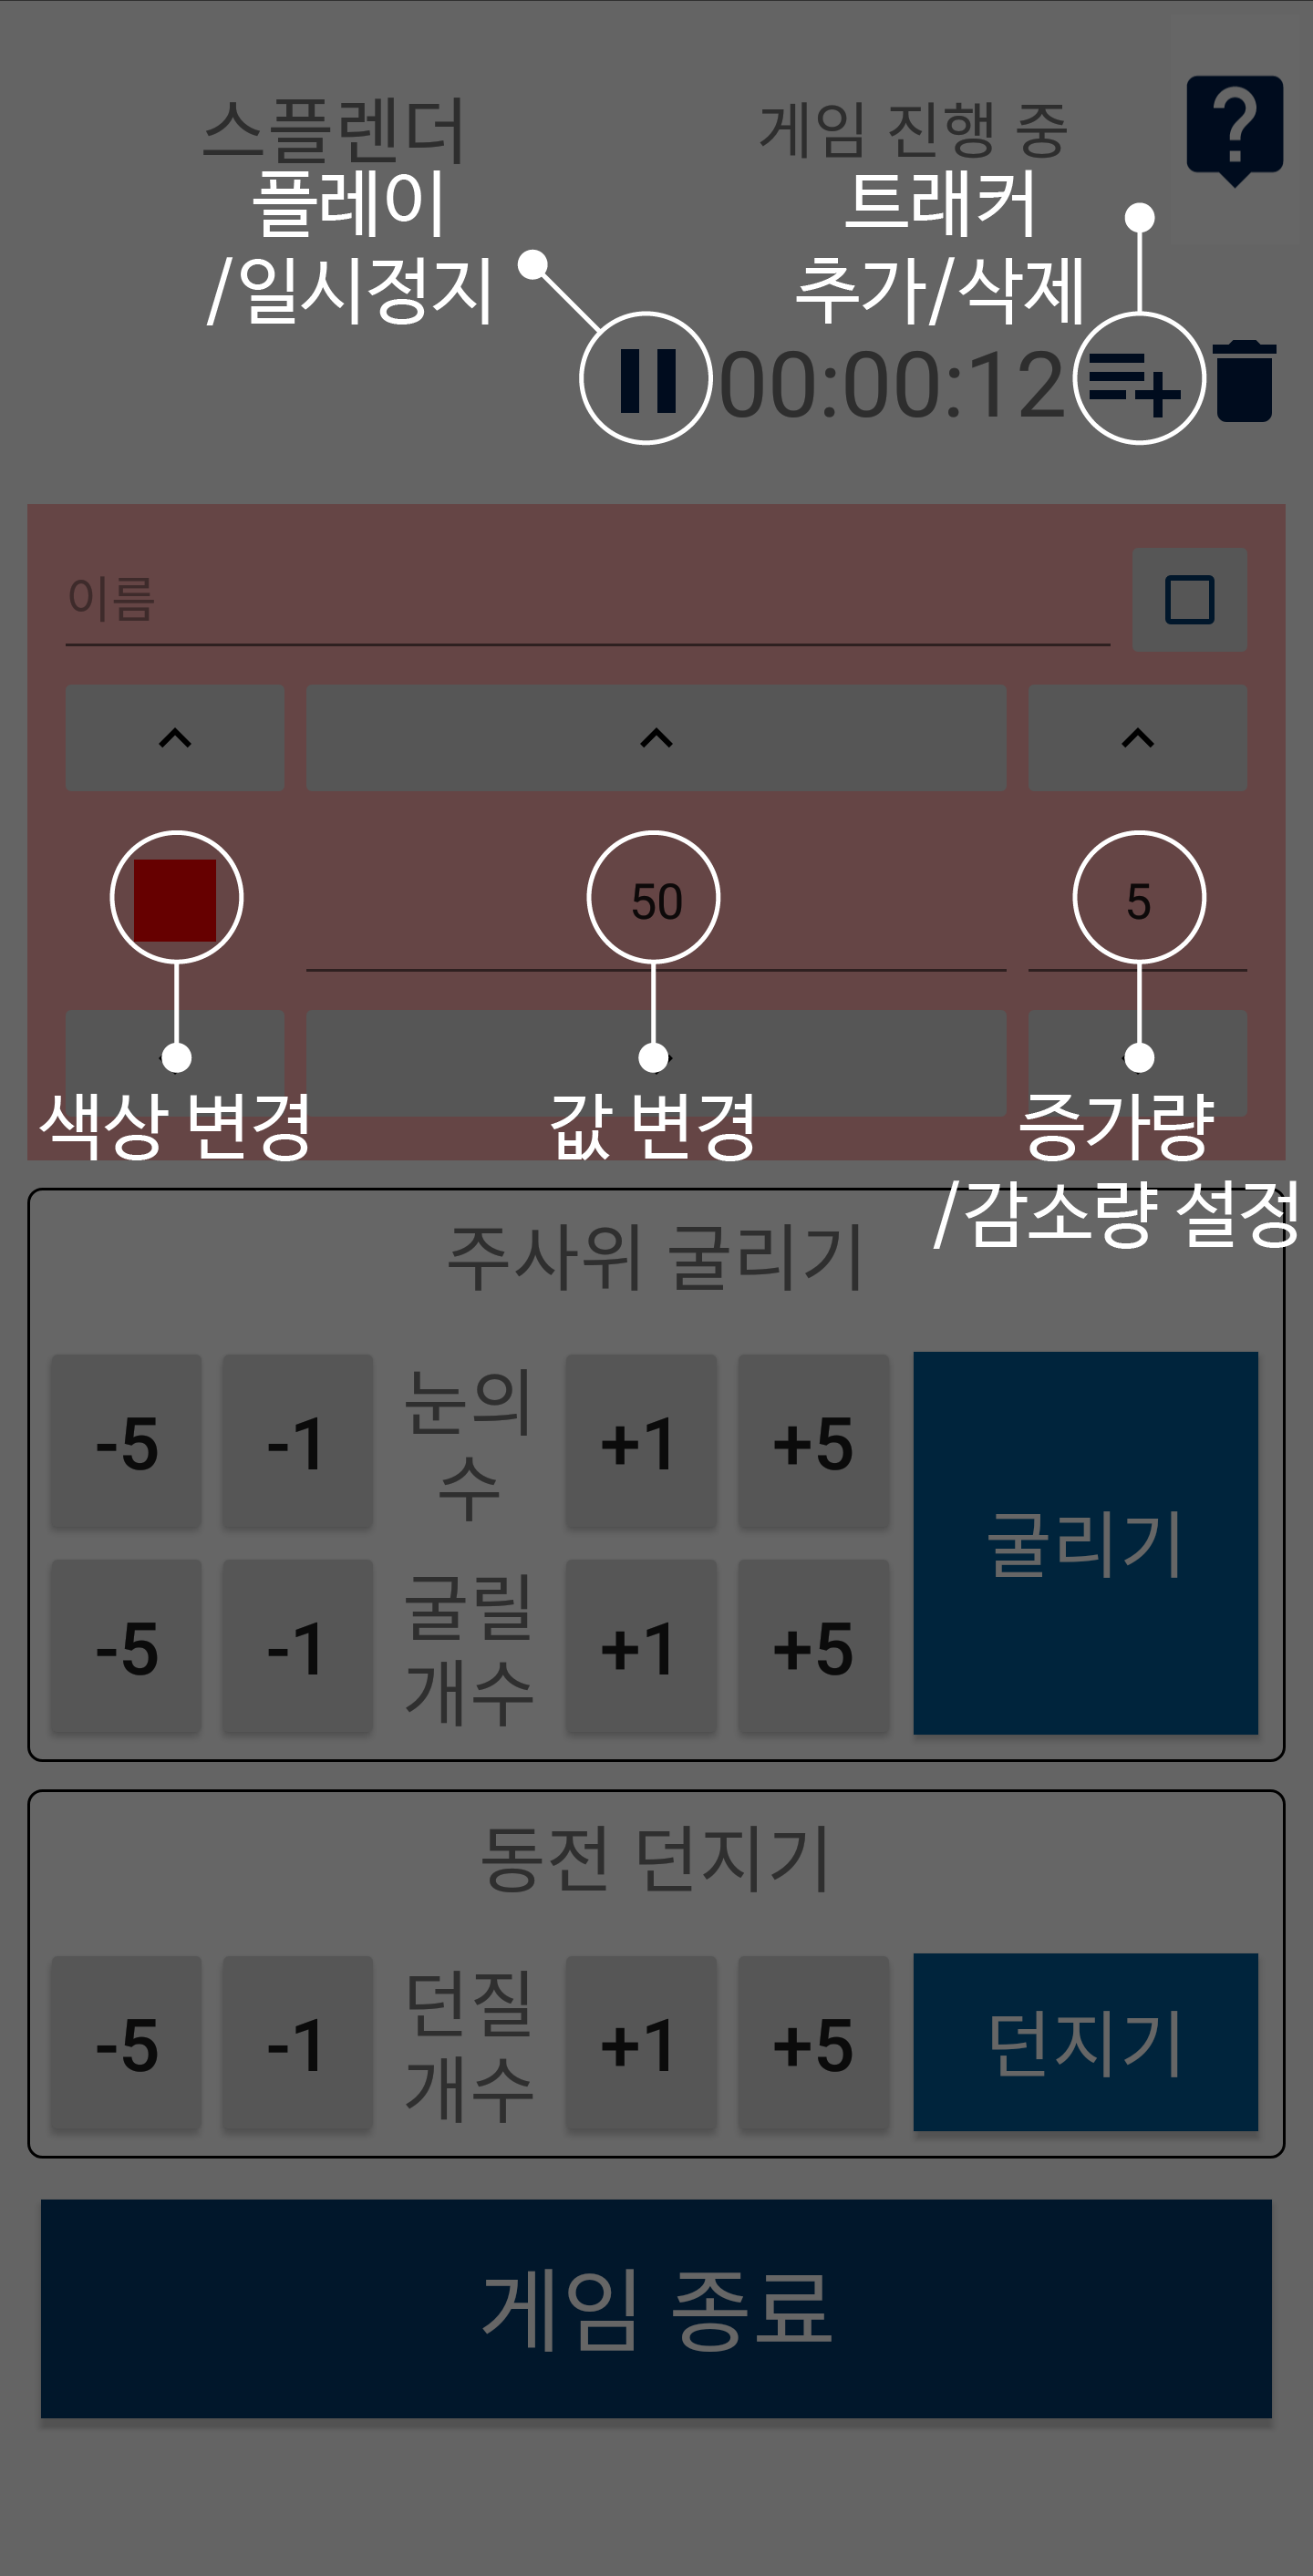 스플렌더
게임 진행 중
플레이
/일시정지
트래커
추가/삭제
00:00:12
이름
50
5
색상 변경
값 변경
증가량
/감소량 설정
주사위 굴리기
-5 -1 눈의 수 +1 +5
굴리기
-5 -1 굴릴 개수 +1 +5
동전 던지기
-5 -1 던질 개수 +1 +5
던지기
게임 종료